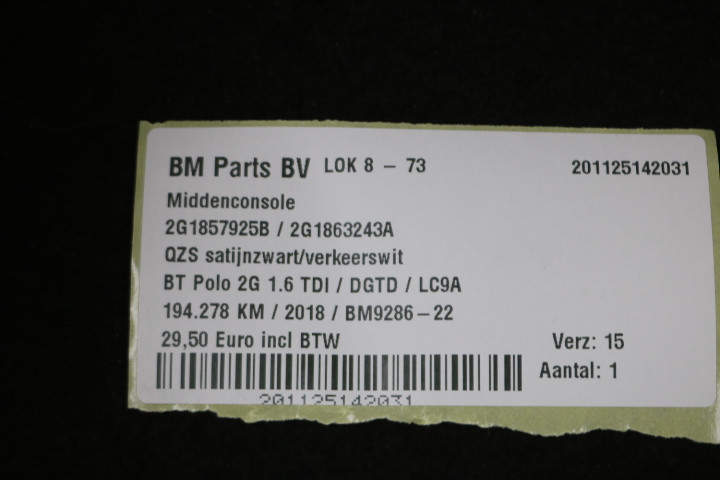 BM Parts BV LOK 8 – 73 201125142031
Middenconsole
2G1857925B / 2G1863243A
QZS satijnzwart/verkeerswit
BT Polo 2G 1.6 TDI / DGTD / LC9A
194.278 KM / 2018 / BM9286–22
29,50 Euro incl BTW Verz: 15
Aantal: 1
201125142031